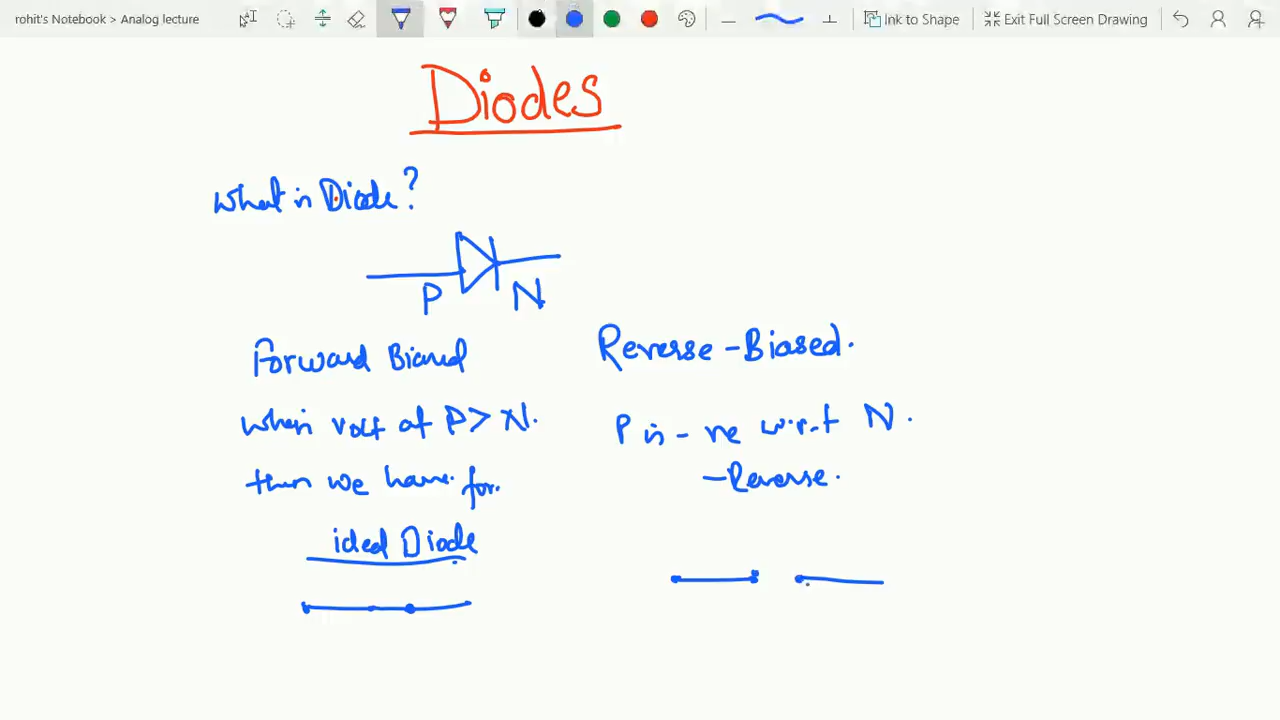 rohit's Notebook > Analog lecture
Ink to Shape
Exit Full Screen Drawing
Diodes
What is Diode?
P
N
Forward Biased
when volt at P > N.
then we have for.
ideal Diode
Reverse - Biased.
P is - ve w.r.t N.
- Reverse.